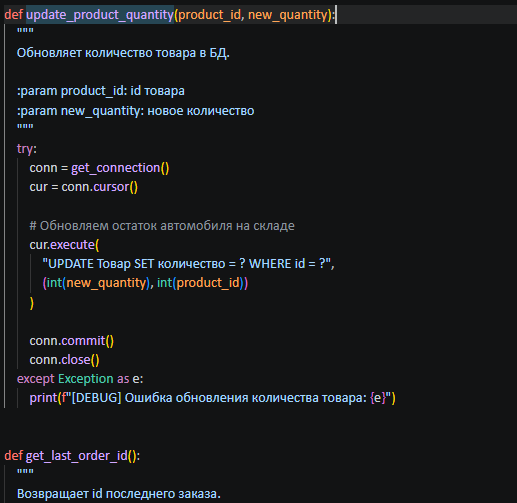 def update_product_quantity(product_id, new_quantity):
"""
Обновляет количество товара в БД.
:param product_id: id товара
:param new_quantity: новое количество
"""
try:
conn = get_connection()
cur = conn.cursor()
# Обновляем остаток автомобиля на складе
cur.execute(
"UPDATE Товар SET количество = ? WHERE id = ?",
(int(new_quantity), int(product_id))
)
conn.commit()
conn.close()
except Exception as e:
print(f"[DEBUG] Ошибка обновления количества товара: {e}")
def get_last_order_id():
"""
Возвращает id последнего заказа.